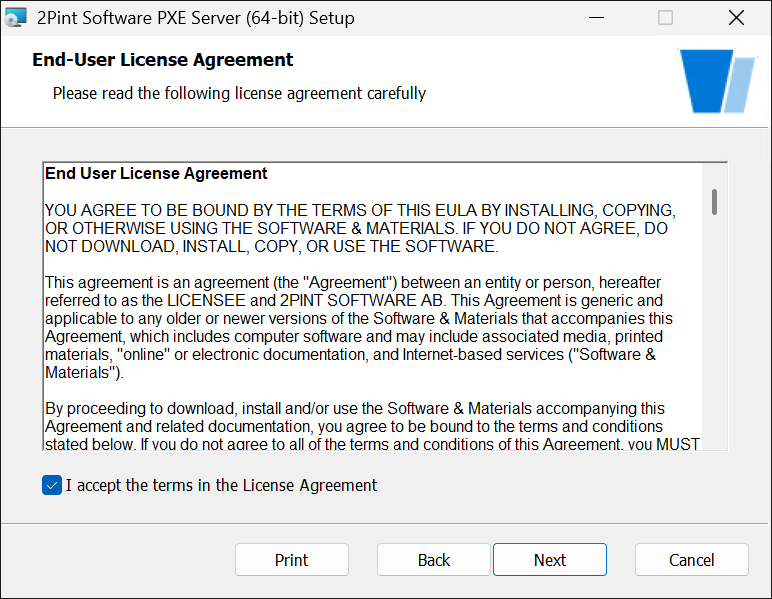 2Pint Software PXE Server (64-bit) Setup
End-User License Agreement
Please read the following license agreement carefully
End User License Agreement
YOU AGREE TO BE BOUND BY THE TERMS OF THIS EULA BY INSTALLING, COPYING,
OR OTHERWISE USING THE SOFTWARE & MATERIALS. IF YOU DO NOT AGREE, DO
NOT DOWNLOAD, INSTALL, COPY, OR USE THE SOFTWARE.
This agreement is an agreement (the "Agreement") between an entity or person, hereafter
referred to as the LICENSEE and 2PINT SOFTWARE AB. This Agreement is generic and
applicable to any older or newer versions of the Software & Materials that accompanies this
Agreement, which includes computer software and may include associated media, printed
materials, "online" or electronic documentation, and Internet-based services ("Software &
Materials").
By proceeding to download, install and/or use the Software & Materials accompanying this
Agreement and related documentation, you agree to be bound to the terms and conditions
stated below. If you do not agree to all of the terms and conditions of this Agreement, you MUST
I accept the terms in the License Agreement
Print
Back
Next
Cancel